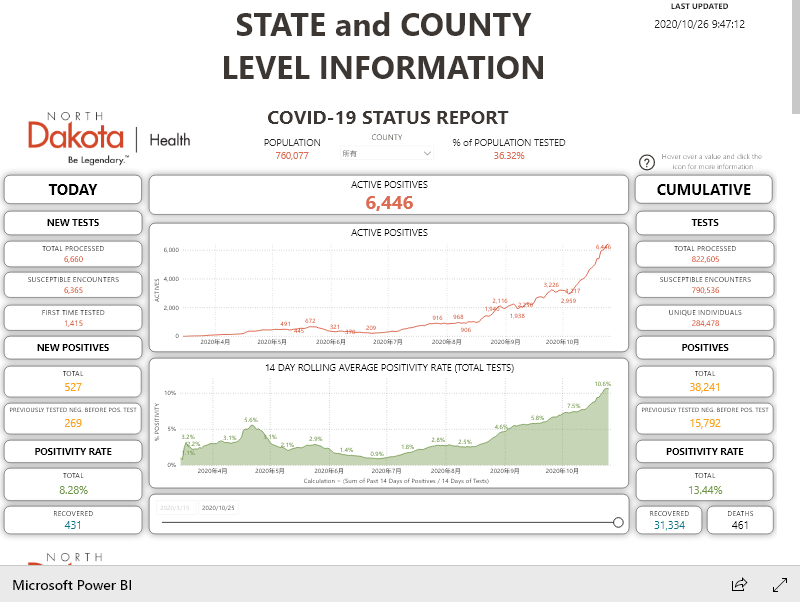 STATE and COUNTY
LEVEL INFORMATION
LAST UPDATED
2020/10/26 9:47:12
NORTH
Dakota
Be Legendary.™
Health
COVID-19 STATUS REPORT
POPULATION
760,077
COUNTY
所有
% of POPULATION TESTED
36.32%
?
Hover over a value and click the
icon for more information
TODAY
NEW TESTS
TOTAL PROCESSED
6,660
SUSCEPTIBLE ENCOUNTERS
6,365
FIRST TIME TESTED
1,415
NEW POSITIVES
TOTAL
527
PREVIOUSLY TESTED NEG. BEFORE POS. TEST
269
POSITIVITY RATE
TOTAL
8.28%
RECOVERED
431
ACTIVE POSITIVES
6,446
ACTIVE POSITIVES
ACTIVES
6,000
4,000
2,000
0
491
445
672
321
209
916
968
906
2,116
1,938
3,226
2,959
6,446
2020年4月
2020年5月
2020年6月
2020年7月
2020年8月
2020年9月
2020年10月
14 DAY ROLLING AVERAGE POSITIVITY RATE (TOTAL TESTS)
% POSITIVITY
10%
5%
0%
3.2%
2.2%
1.1%
3.1%
5.6%
3.1%
2.1%
2.9%
1.4%
0.9%
1.8%
2.8%
2.5%
4.6%
5.8%
7.5%
10.6%
2020年4月
2020年5月
2020年6月
2020年7月
2020年8月
2020年9月
2020年10月
Calculation = (Sum of Past 14 Days of Positives / 14 Days of Tests)
2020/10/25
CUMULATIVE
TESTS
TOTAL PROCESSED
822,605
SUSCEPTIBLE ENCOUNTERS
790,536
UNIQUE INDIVIDUALS
284,478
POSITIVES
TOTAL
38,241
PREVIOUSLY TESTED NEG. BEFORE POS. TEST
15,792
POSITIVITY RATE
TOTAL
13.44%
RECOVERED
31,334
DEATHS
461
NORTH
Microsoft Power BI